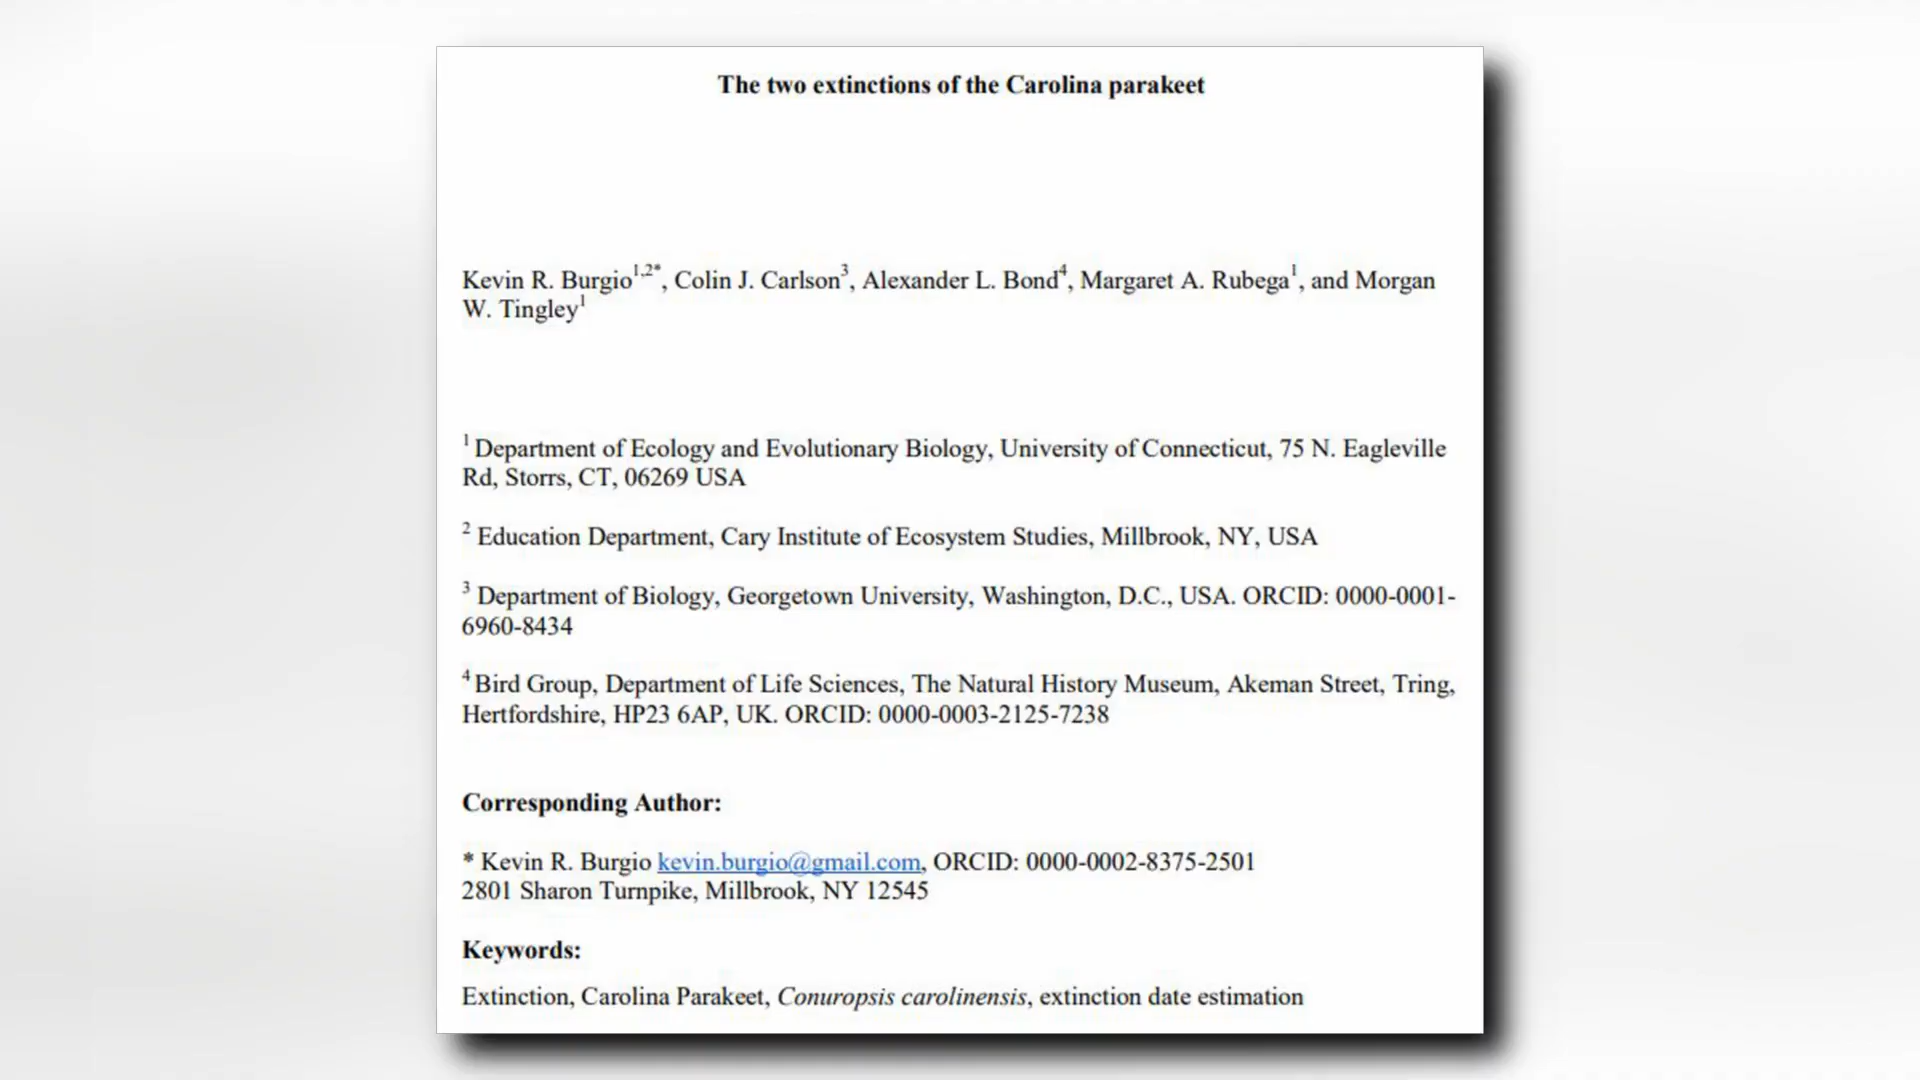 The two extinctions of the Carolina parakeet
Kevin R. Burgio1,2*, Colin J. Carlson3, Alexander L. Bond4, Margaret A. Rubega1, and Morgan
W. Tingley1
1 Department of Ecology and Evolutionary Biology, University of Connecticut, 75 N. Eagleville
Rd, Storrs, CT, 06269 USA
2 Education Department, Cary Institute of Ecosystem Studies, Millbrook, NY, USA
3 Department of Biology, Georgetown University, Washington, D.C., USA. ORCID: 0000-0001-
6960-8434
4 Bird Group, Department of Life Sciences, The Natural History Museum, Akeman Street, Tring,
Hertfordshire, HP23 6AP, UK. ORCID: 0000-0003-2125-7238
Corresponding Author:
* Kevin R. Burgio kevin.burgio@gmail.com, ORCID: 0000-0002-8375-2501
2801 Sharon Turnpike, Millbrook, NY 12545
Keywords:
Extinction, Carolina Parakeet, Conuropsis carolinensis, extinction date estimation